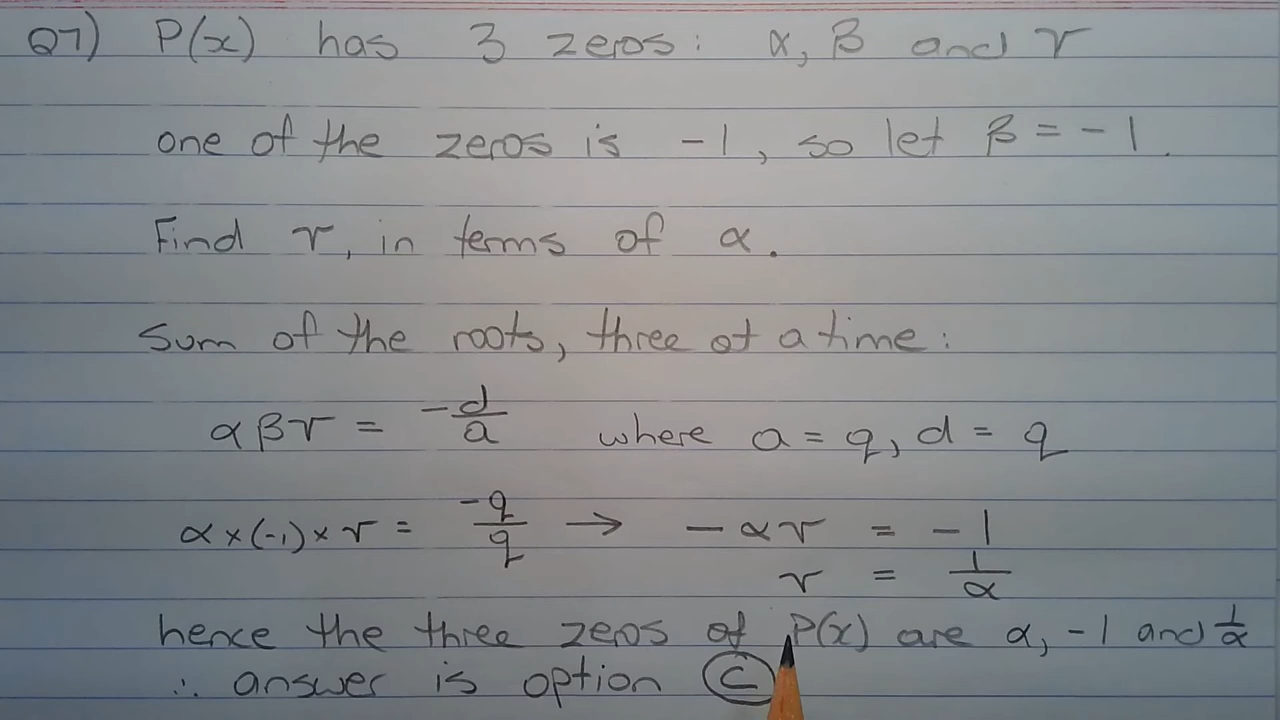 Q7) P(x) has 3 zeros: α, β and γ
one of the zeros is -1, so let β = -1.
Find γ, in terms of α.
Sum of the roots, three at a time:
αβγ = -d/a where a = q, d = q
α × (-1) × γ = -q/q → -αγ = -1
γ = 1/α
hence the three zeros of P(x) are α, -1 and 1/α
∴ answer is option C